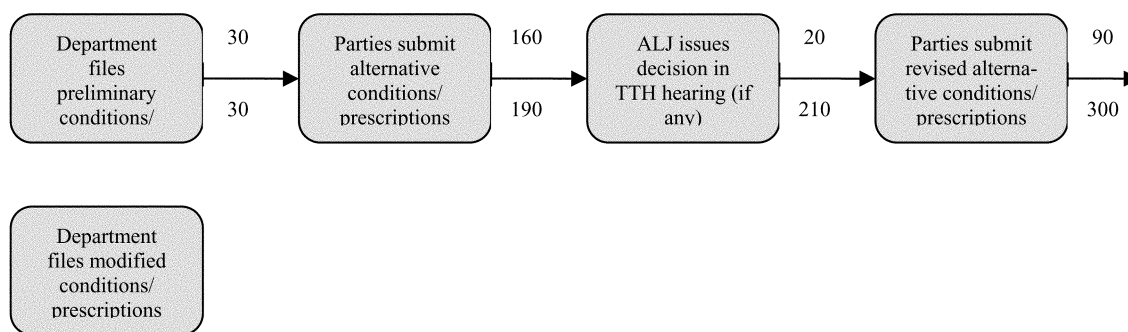 Department
files
preliminary
conditions/
30
30
Parties submit
alternative
conditions/
prescriptions
160
190
ALJ issues
decision in
TTH hearing (if
any)
20
210
Parties submit
revised alterna-
tive conditions/
prescriptions
90
300
Department
files modified
conditions/
prescriptions